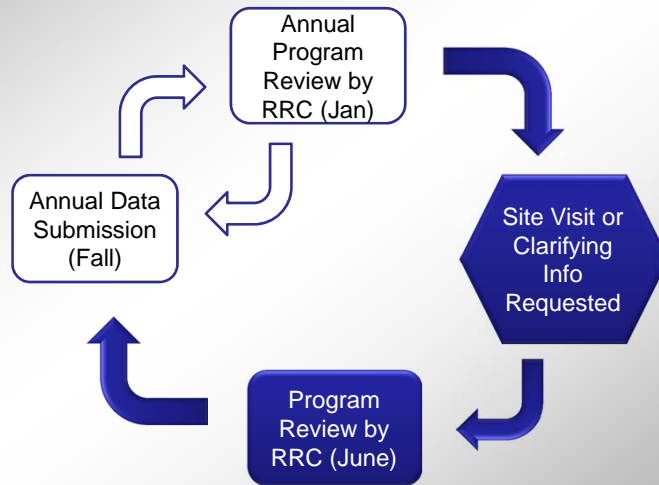 Annual
Program
Review by
RRC (Jan)
Annual Data
Submission
(Fall)
Site Visit or
Clarifying
Info
Requested
Program
Review by
RRC (June)